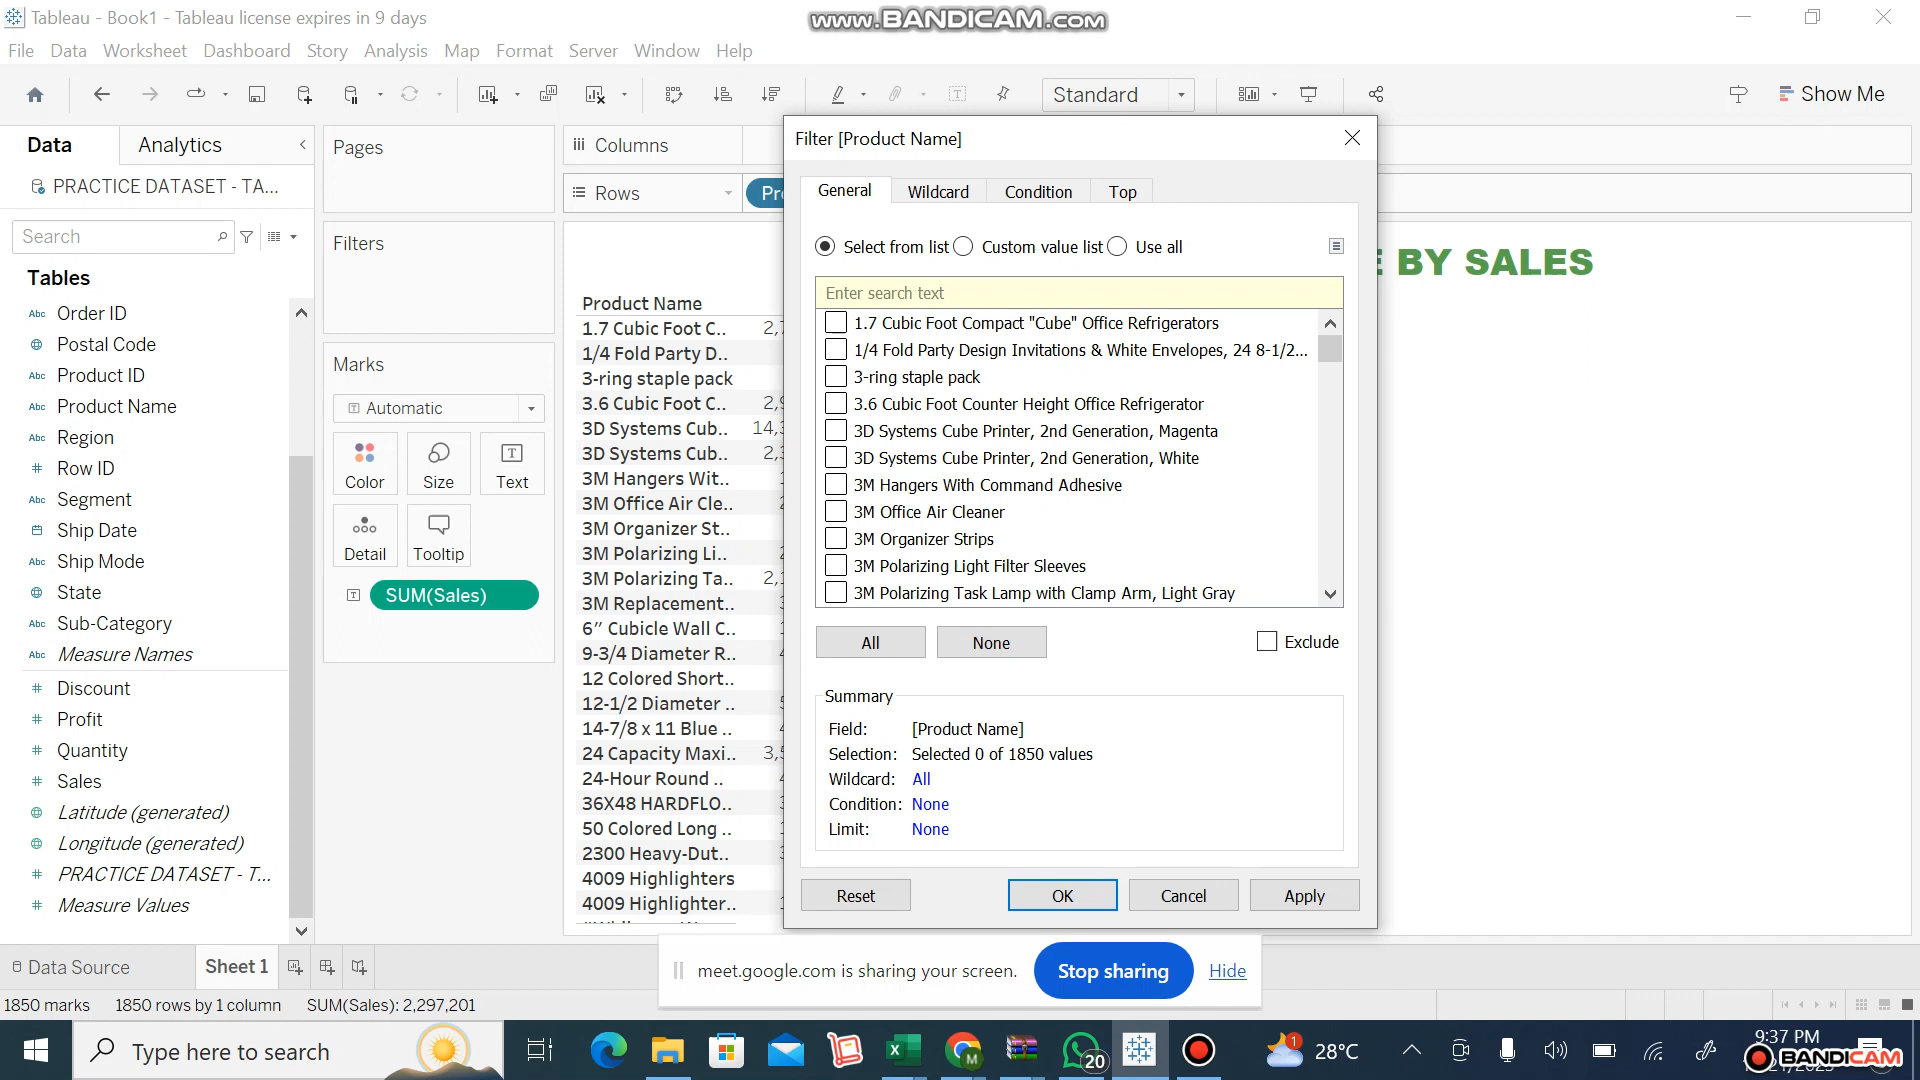 Tableau - Book1 - Tableau license expires in 9 days
www.BANDICAM.com
File Data Worksheet Dashboard Story Analysis Map Format Server Window Help
Standard
Show Me
Data
Analytics
PRACTICE DATASET - TA...
Search
Tables
Abc Order ID
Postal Code
Abc Product ID
Abc Product Name
Abc Region
# Row ID
Abc Segment
Ship Date
Abc Ship Mode
State
Abc Sub-Category
Abc Measure Names
# Discount
# Profit
# Quantity
# Sales
Latitude (generated)
Longitude (generated)
# PRACTICE DATASET - T...
# Measure Values
Pages
Filters
Marks
Automatic
Color
Size
Text
Detail
Tooltip
SUM(Sales)
Columns
Rows
E BY SALES
Product Name
1.7 Cubic Foot C..
1/4 Fold Party D..
3-ring staple pack
3.6 Cubic Foot C..
3D Systems Cub..
3D Systems Cub..
3M Hangers Wit..
3M Office Air Cle..
3M Organizer St..
3M Polarizing Li..
3M Polarizing Ta..
3M Replacement..
6" Cubicle Wall C..
9-3/4 Diameter R..
12 Colored Short..
12-1/2 Diameter ..
14-7/8 x 11 Blue ..
24 Capacity Maxi..
24-Hour Round ..
36X48 HARDFLO..
50 Colored Long ..
2300 Heavy-Dut..
4009 Highlighters
4009 Highlighter..
Filter [Product Name]
General
Wildcard
Condition
Top
Select from list
Custom value list
Use all
Enter search text
1.7 Cubic Foot Compact "Cube" Office Refrigerators
1/4 Fold Party Design Invitations & White Envelopes, 24 8-1/2...
3-ring staple pack
3.6 Cubic Foot Counter Height Office Refrigerator
3D Systems Cube Printer, 2nd Generation, Magenta
3D Systems Cube Printer, 2nd Generation, White
3M Hangers With Command Adhesive
3M Office Air Cleaner
3M Organizer Strips
3M Polarizing Light Filter Sleeves
3M Polarizing Task Lamp with Clamp Arm, Light Gray
All
None
Exclude
Summary
Field: [Product Name]
Selection: Selected 0 of 1850 values
Wildcard: All
Condition: None
Limit: None
Reset
OK
Cancel
Apply
Data Source
Sheet 1
meet.google.com is sharing your screen.
Stop sharing
Hide
1850 marks
1850 rows by 1 column
SUM(Sales): 2,297,201
Type here to search
20
1
28°C
9:37 PM
BANDICAM